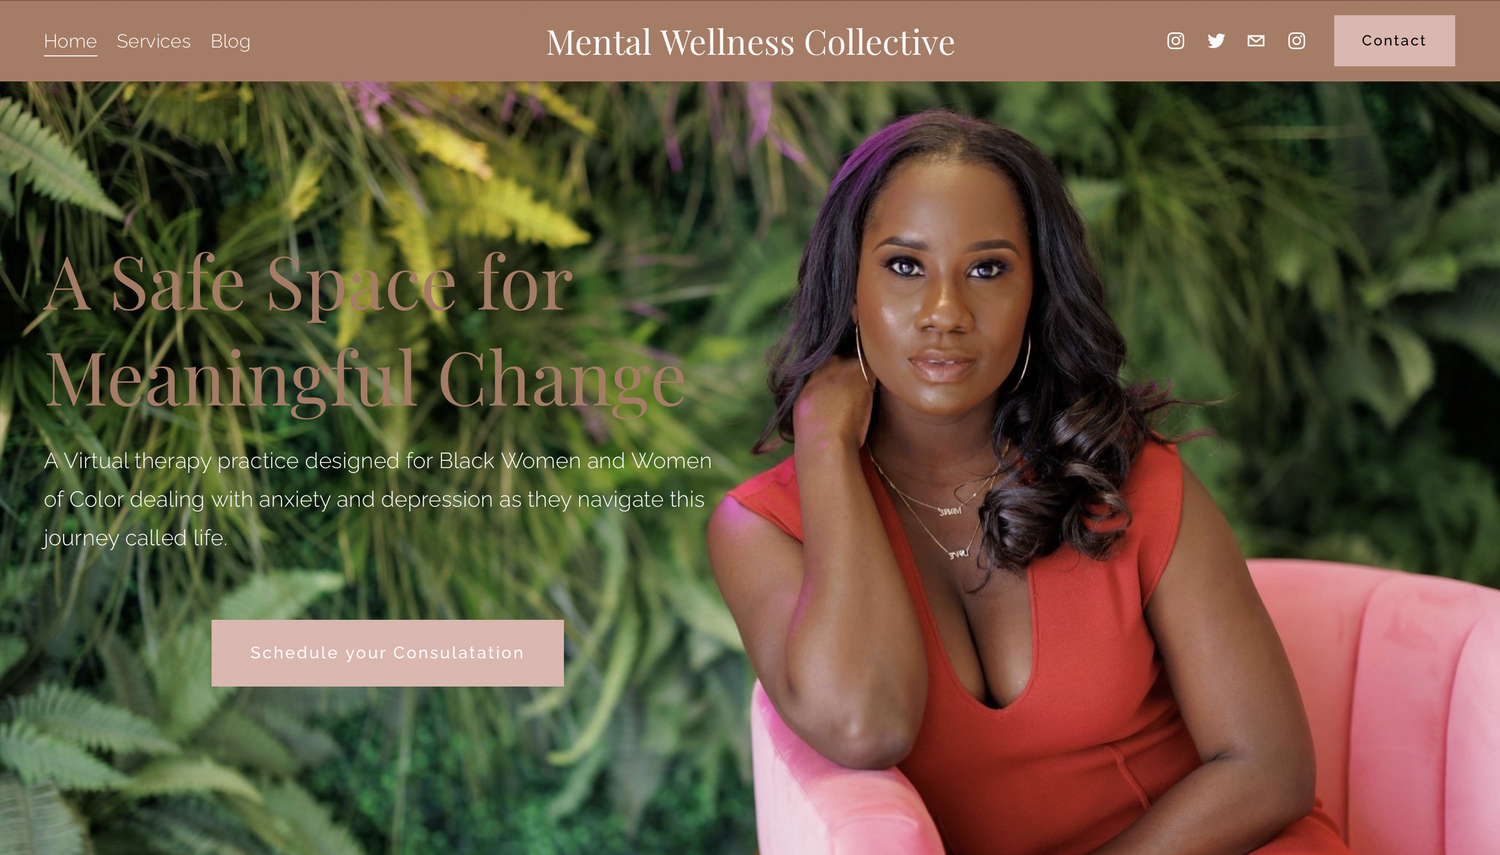 Home Services Blog
Mental Wellness Collective
Contact
A Safe Space for
Meaningful Change
A Virtual therapy practice designed for Black Women and Women
of Color dealing with anxiety and depression as they navigate this
journey called life.
Schedule your Consulatation